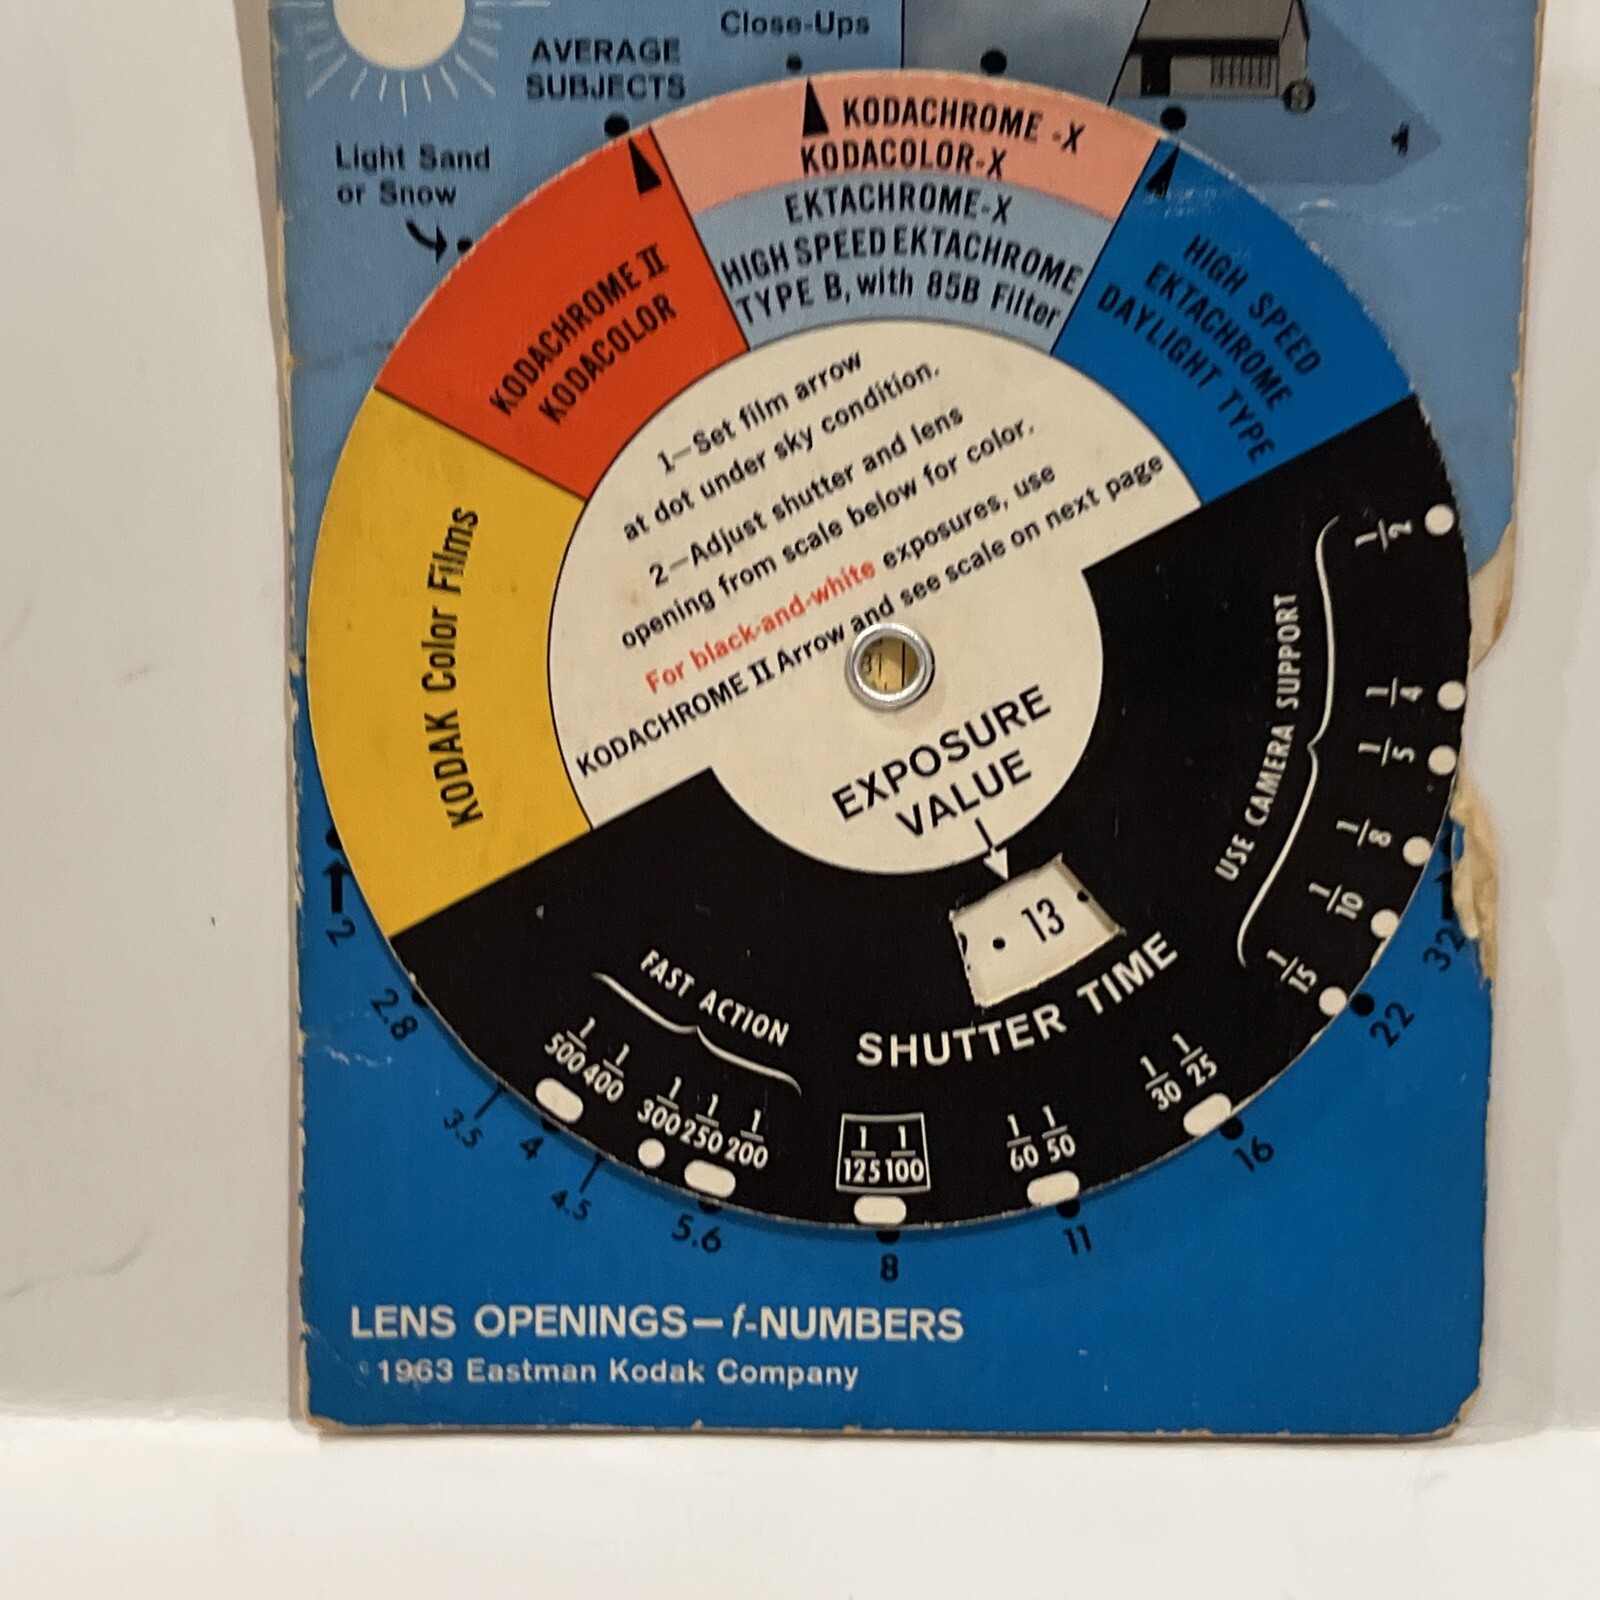 Close-Ups
AVERAGE
SUBJECTS
Light Sand
or Snow
KODACHROME -X
KODACOLOR-X
EKTACHROME-X
HIGH SPEED EKTACHROME
TYPE B, with 85B Filter
KODACHROME II
KODACOLOR
HIGH SPEED
EKTACHROME
DAYLIGHT TYPE
KODAK Color Films
1—Set film arrow
at dot under sky condition.
2—Adjust shutter and lens
opening from scale below for color.
For black-and-white exposures, use
KODACHROME II Arrow and see scale on next page
EXPOSURE
VALUE
13
SHUTTER TIME
FAST ACTION
USE CAMERA SUPPORT
1/500 1/400 1/300 1/250 1/200 1/125 1/100 1/60 1/50 1/30 1/25 1/15 1/10 1/8 1/5 1/4 1/2
2 2.8 3.5 4 4.5 5.6 8 11 16 22 32
LENS OPENINGS—f-NUMBERS
© 1963 Eastman Kodak Company